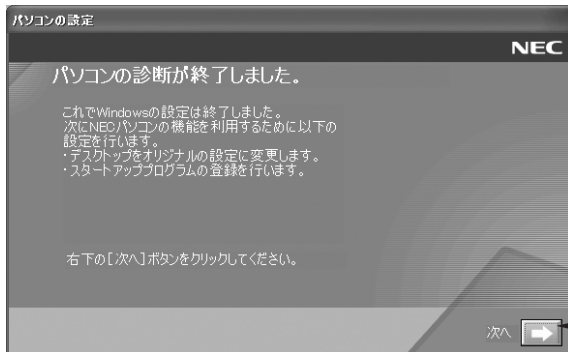 パソコンの設定
NEC
パソコンの診断が終了しました。
これでWindowsの設定は終了しました。
次にNECパソコンの機能を利用するために以下の
設定を行います。
・デスクトップをオリジナルの設定に変更します。
・スタートアッププログラムの登録を行います。
右下の[次へ]ボタンをクリックしてください。
次へ